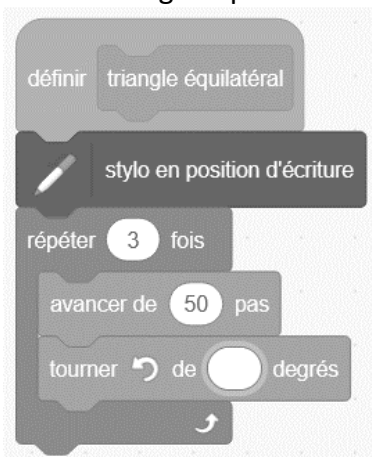 définir triangle équilatéral
stylo en position d'écriture
répéter 3 fois
avancer de 50 pas
tourner de degrés